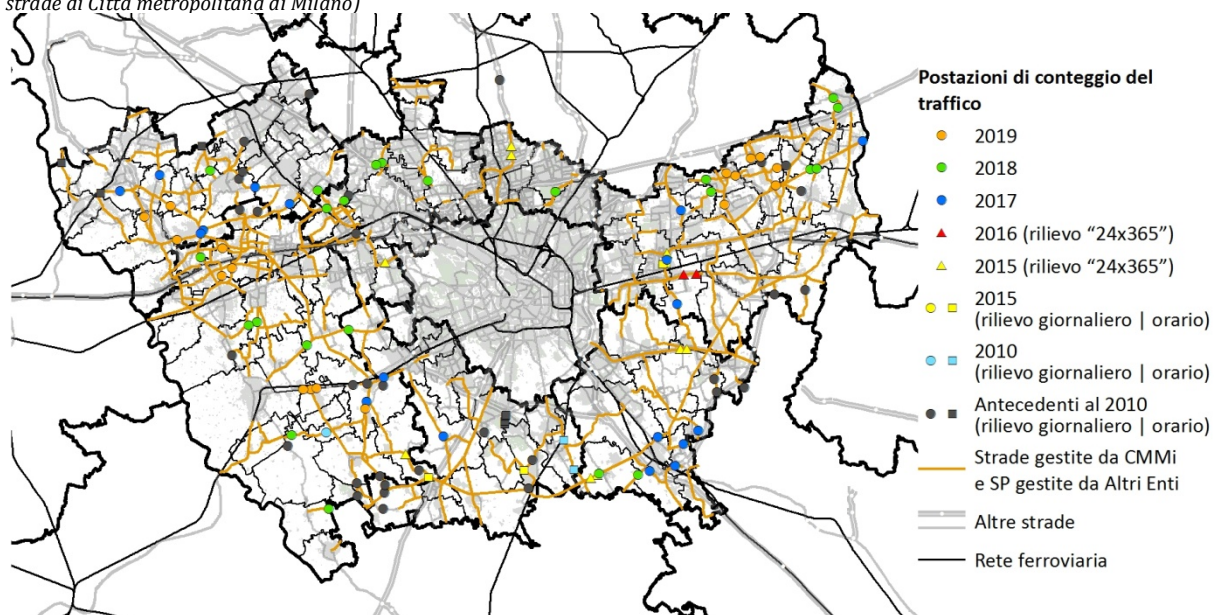 strade di Città metropolitana di Milano)
Postazioni di conteggio del
traffico
2019
2018
2017
2016 (rilievo “24x365”)
2015 (rilievo “24x365”)
2015
(rilievo giornaliero | orario)
2010
(rilievo giornaliero | orario)
Antecedenti al 2010
(rilievo giornaliero | orario)
Strade gestite da CMMi
e SP gestite da Altri Enti
Altre strade
Rete ferroviaria